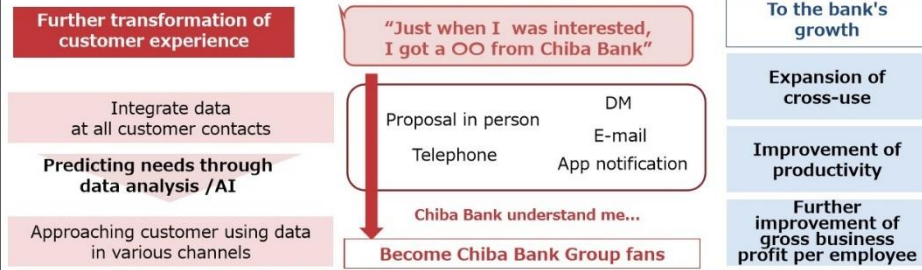 Further transformation of
customer experience
Integrate data
at all customer contacts
Predicting needs through
data analysis /AI
Approaching customer using data
in various channels
“Just when I was interested,
I got a OO from Chiba Bank”
Proposal in person
DM
E-mail
Telephone
App notification
Chiba Bank understand me...
Become Chiba Bank Group fans
To the bank's
growth
Expansion of
cross-use
Improvement of
productivity
Further
improvement of
gross business
profit per employee